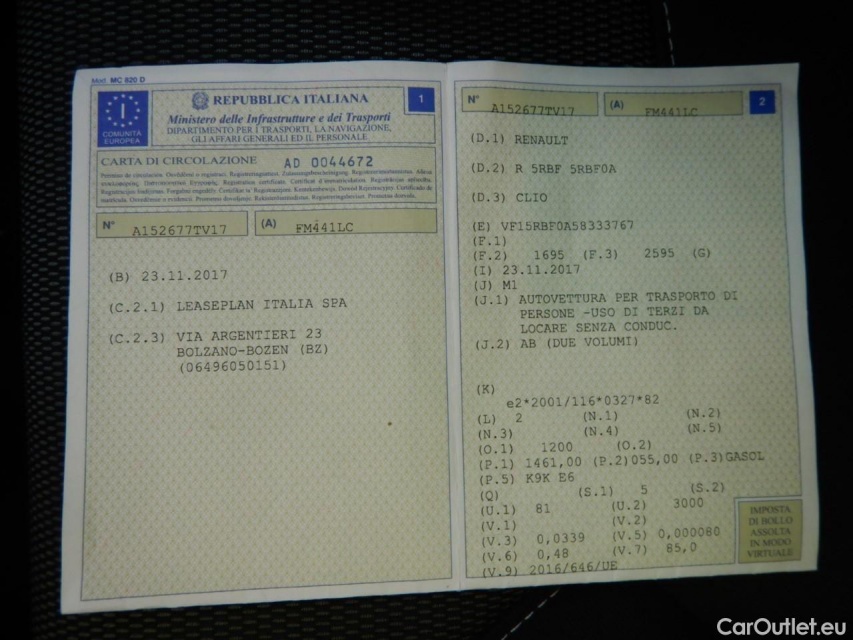 Mod. MC 820 D
I
COMUNITÀ
EUROPEA
REPUBBLICA ITALIANA
1
Ministero delle Infrastrutture e dei Trasporti
DIPARTIMENTO PER I TRASPORTI, LA NAVIGAZIONE,
GLI AFFARI GENERALI ED IL PERSONALE
CARTA DI CIRCOLAZIONE AD 0044672
N° A152677TV17 (A) FM441LC
(B) 23.11.2017
(C.2.1) LEASEPLAN ITALIA SPA
(C.2.3) VIA ARGENTIERI 23
BOLZANO-BOZEN (BZ)
(06496050151)
N° A152677TV17 (A) FM441LC 2
(D.1) RENAULT
(D.2) R 5RBF 5RBF0A
(D.3) CLIO
(E) VF15RBF0A58333767
(F.1)
(F.2) 1695 (F.3) 2595 (G)
(I) 23.11.2017
(J) M1
(J.1) AUTOVETTURA PER TRASPORTO DI
PERSONE -USO DI TERZI DA
LOCARE SENZA CONDUC.
(J.2) AB (DUE VOLUMI)
(K)
e2*2001/116*0327*82
(L) 2 (N.1) (N.2)
(N.3) (N.4) (N.5)
(O.1) 1200 (O.2)
(P.1) 1461,00 (P.2)055,00 (P.3)GASOL
(P.5) K9K E6
(Q) (S.1) 5 (S.2)
(U.1) 81 (U.2) 3000
(V.1) (V.2)
(V.3) 0,0339 (V.5) 0,000080
(V.6) 0,48 (V.7) 85,0
(V.9) 2016/646/UE
IMPOSTA
DI BOLLO
ASSOLTA
IN MODO
VIRTUALE
CarOutlet.eu